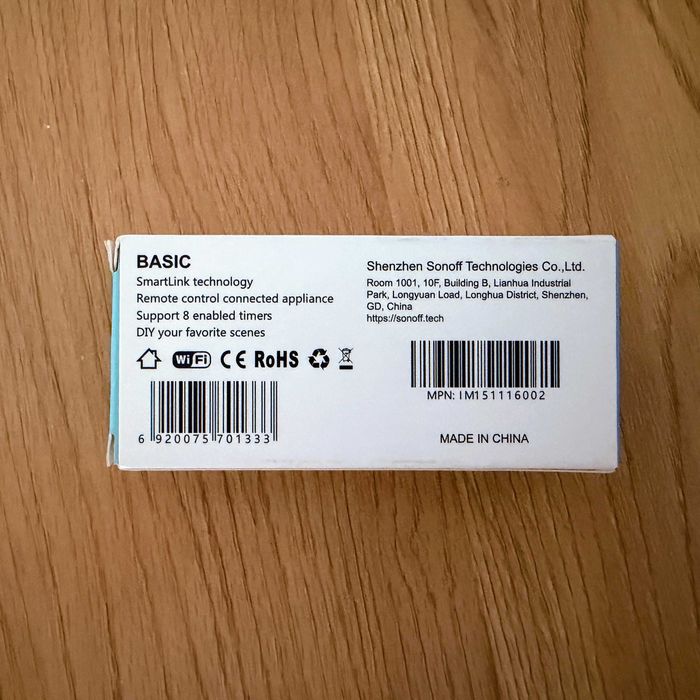 BASIC
SmartLink technology
Remote control connected appliance
Support 8 enabled timers
DIY your favorite scenes
WiFi CE RoHS
6 920075 701333
Shenzhen Sonoff Technologies Co.,Ltd.
Room 1001, 10F, Building B, Lianhua Industrial
Park, Longyuan Load, Longhua District, Shenzhen,
GD, China
https://sonoff.tech
MPN: IM151116002
MADE IN CHINA